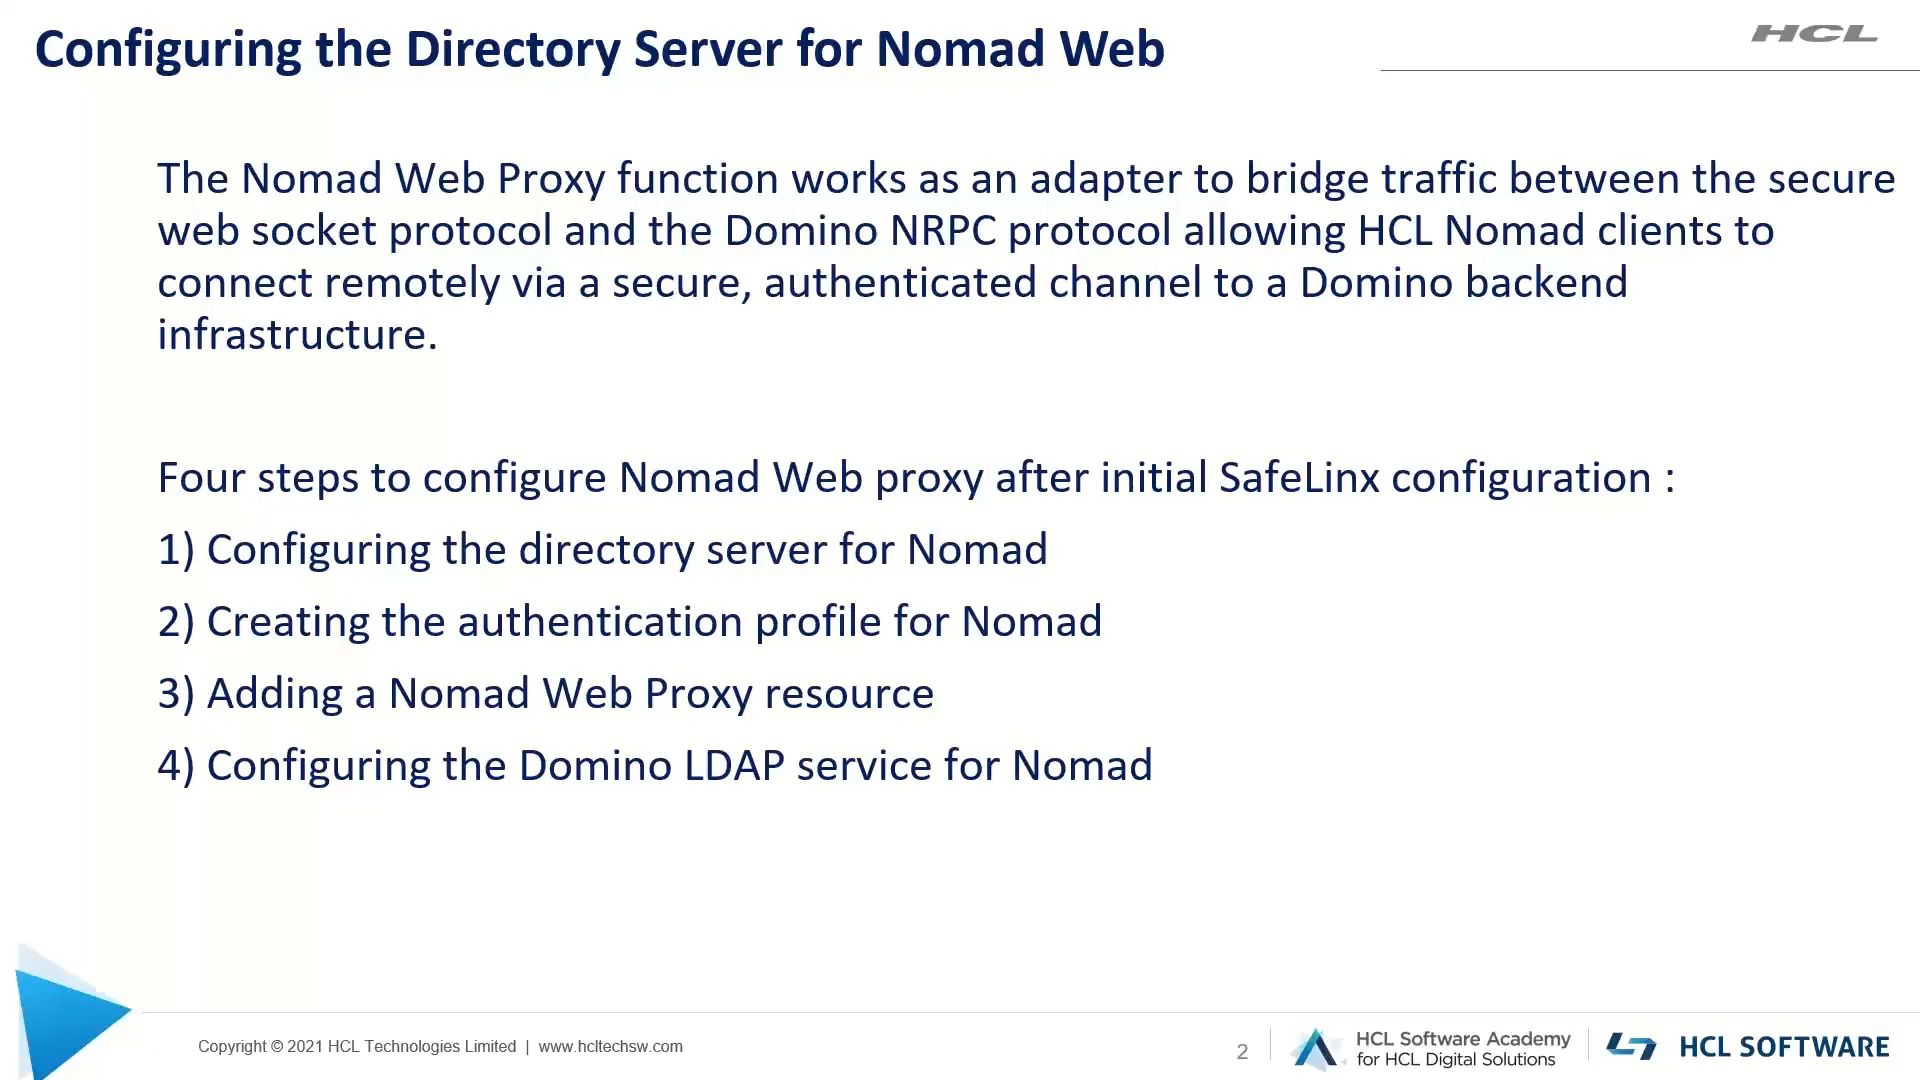 Configuring the Directory Server for Nomad Web
HCL
The Nomad Web Proxy function works as an adapter to bridge traffic between the secure
web socket protocol and the Domino NRPC protocol allowing HCL Nomad clients to
connect remotely via a secure, authenticated channel to a Domino backend
infrastructure.
Four steps to configure Nomad Web proxy after initial SafeLinx configuration :
1) Configuring the directory server for Nomad
2) Creating the authentication profile for Nomad
3) Adding a Nomad Web Proxy resource
4) Configuring the Domino LDAP service for Nomad
Copyright © 2021 HCL Technologies Limited | www.hcltechsw.com
2
HCL Software Academy
for HCL Digital Solutions
HCL SOFTWARE